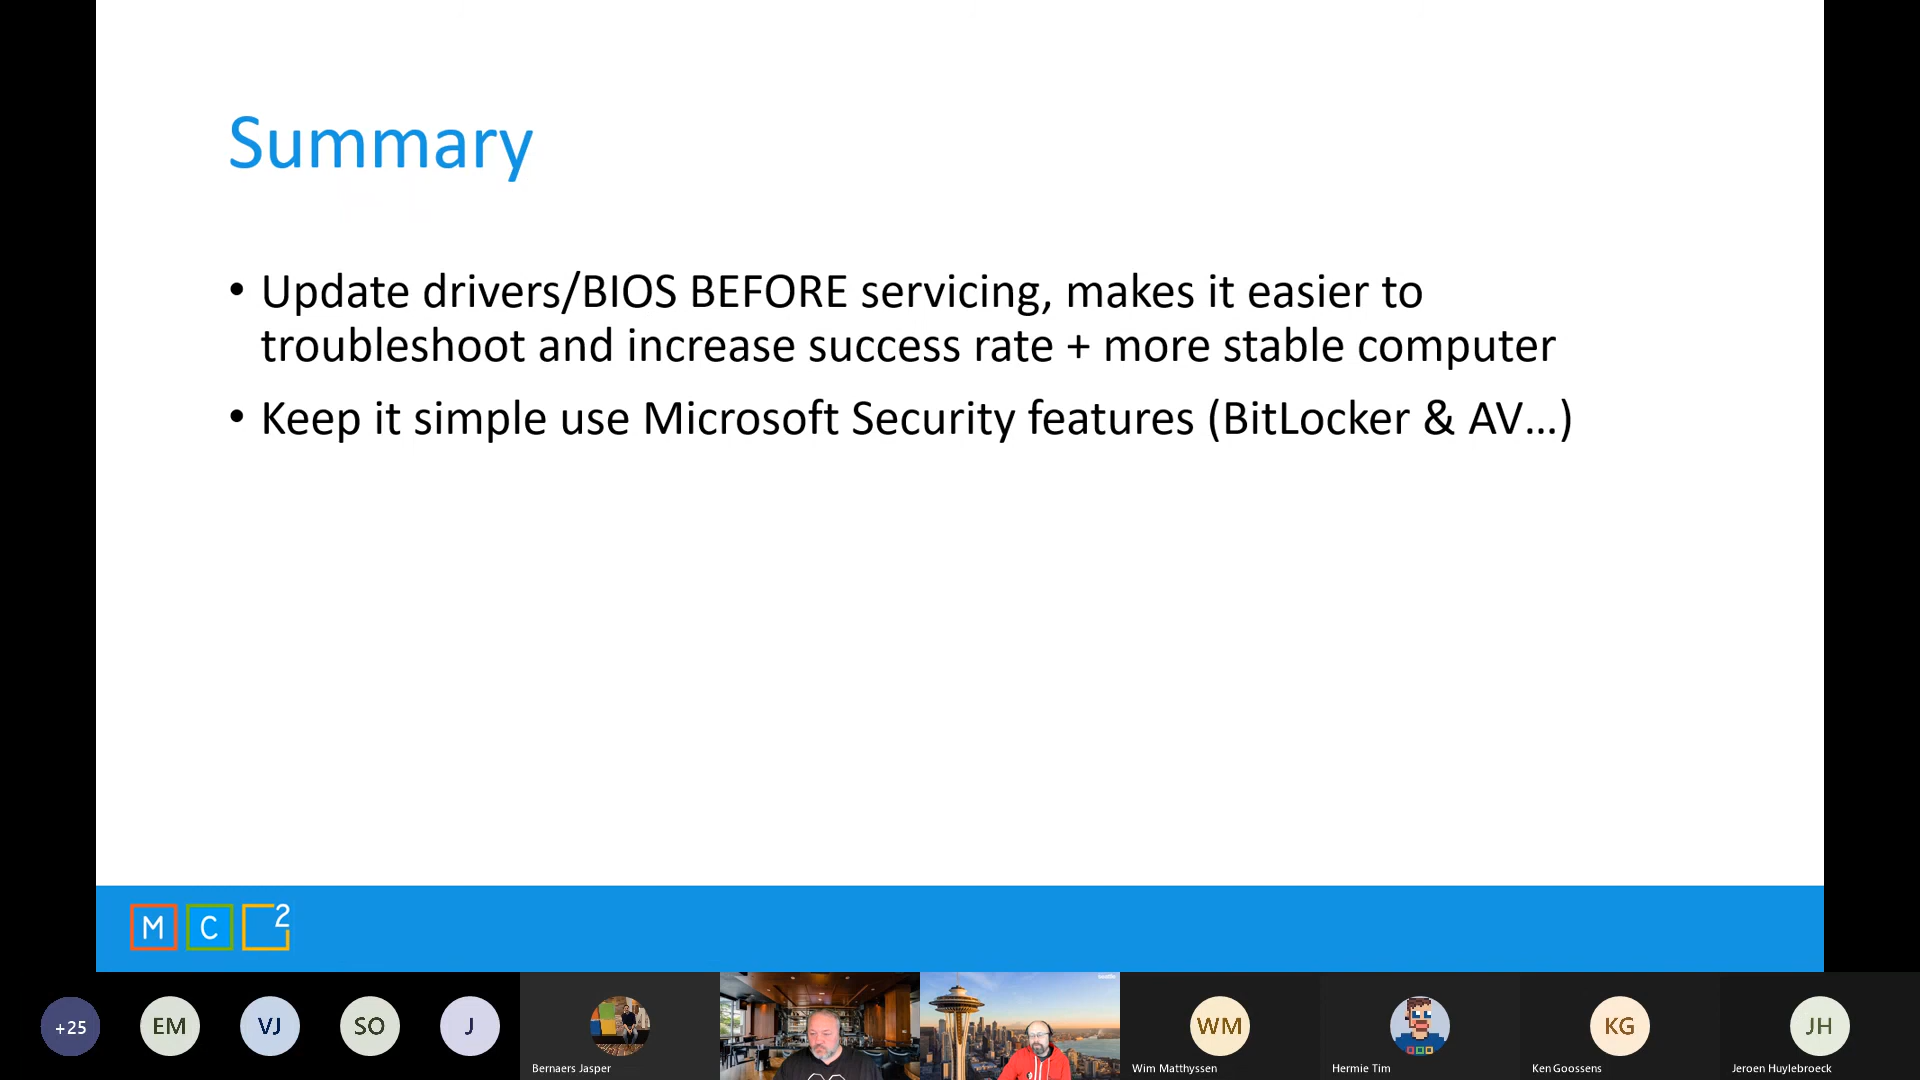 Summary
• Update drivers/BIOS BEFORE servicing, makes it easier to
troubleshoot and increase success rate + more stable computer
• Keep it simple use Microsoft Security features (BitLocker & AV…)
M C 2
+25
EM
VJ
SO
J
WM
KG
JH
Bernaers Jasper
Wim Matthyssen
Hermie Tim
Ken Goossens
Jeroen Huylebroeck